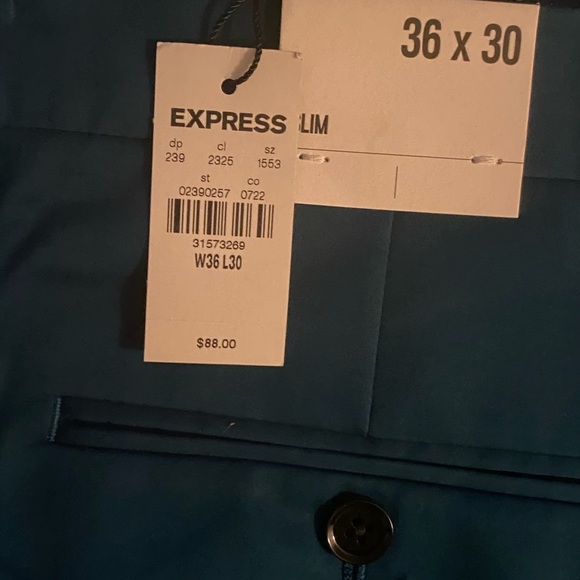 36 x 30
LIM
EXPRESS
dp cl sz
239 2325 1553
st co
02390257 0722
31573269
W36 L30
$88.00